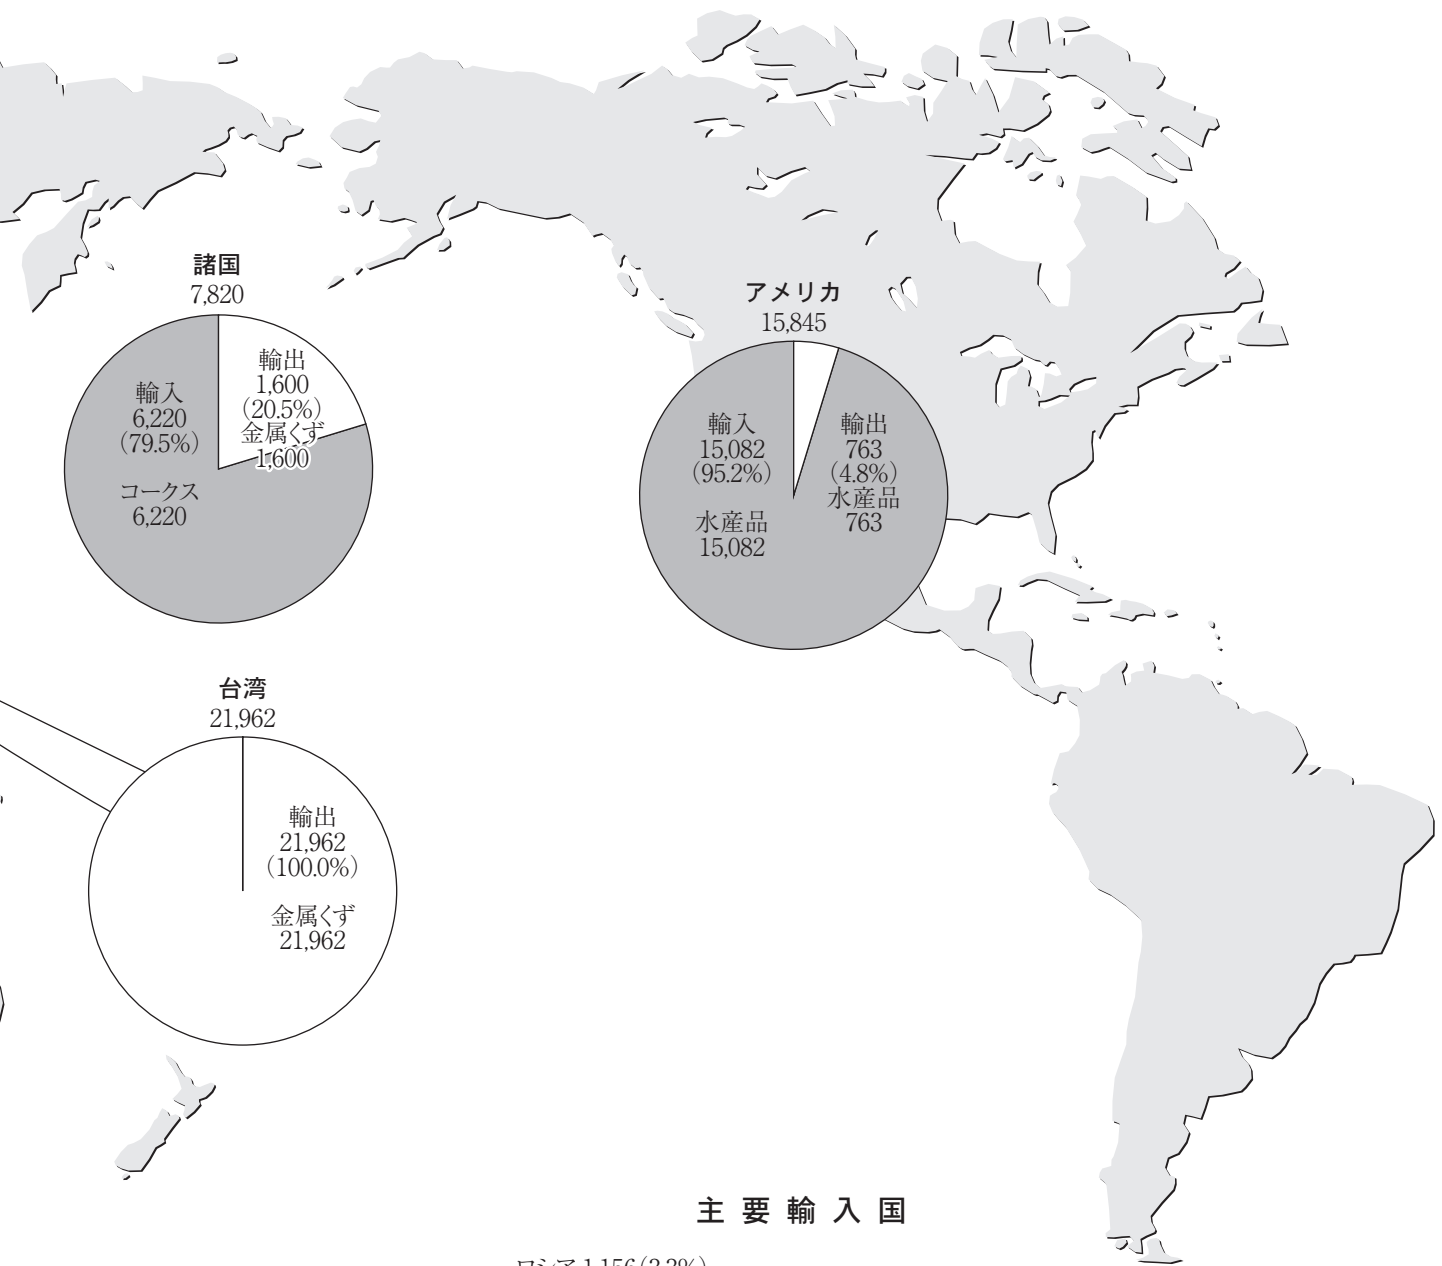 諸国
7,820
輸出
1,600
(20.5%)
金属くず
1,600
輸入
6,220
(79.5%)
コークス
6,220
アメリカ
15,845
輸入
15,082
(95.2%)
水産品
15,082
輸出
763
(4.8%)
水産品
763
台湾
21,962
輸出
21,962
(100.0%)
金属くず
21,962
主要輸入国